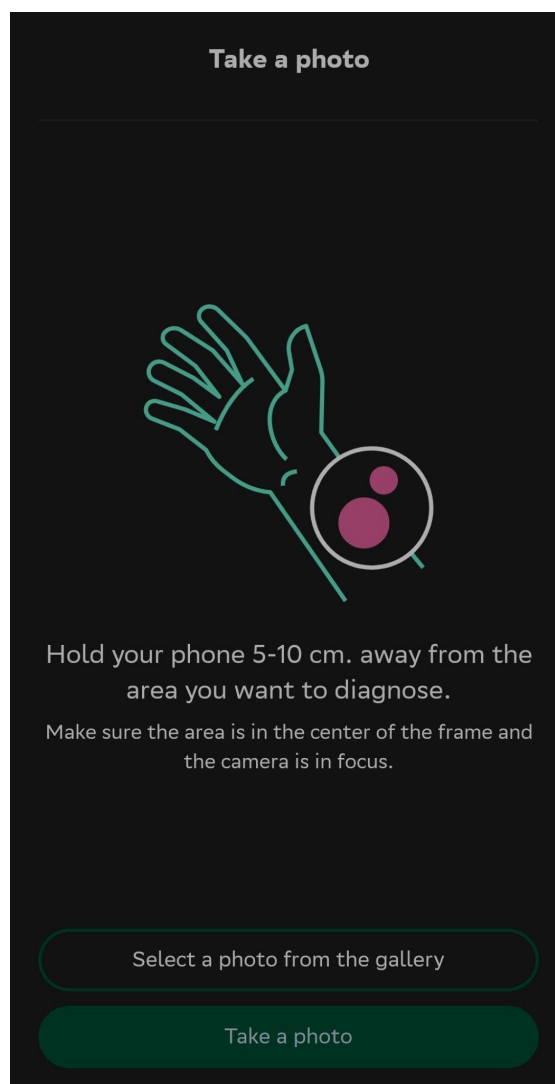 Take a photo
Hold your phone 5-10 cm. away from the
area you want to diagnose.
Make sure the area is in the center of the frame and
the camera is in focus.
Select a photo from the gallery
Take a photo